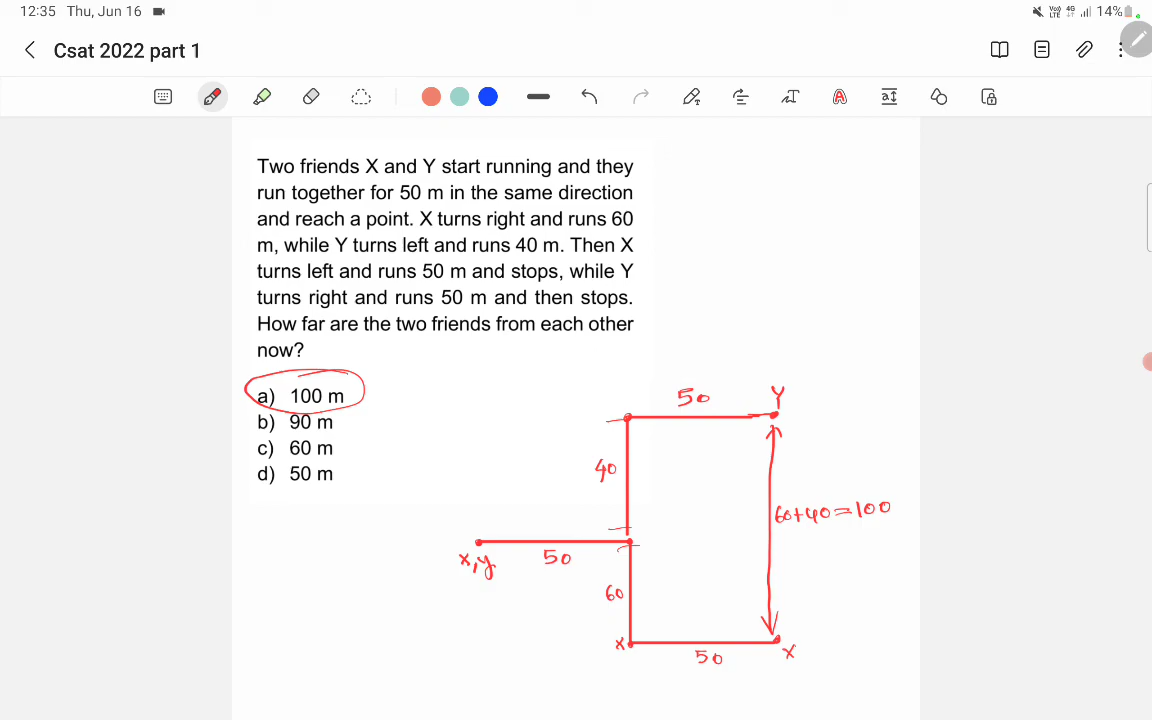 12:35 Thu, Jun 16
Vo)) LTE 4G 14%
Csat 2022 part 1
Two friends X and Y start running and they
run together for 50 m in the same direction
and reach a point. X turns right and runs 60
m, while Y turns left and runs 40 m. Then X
turns left and runs 50 m and stops, while Y
turns right and runs 50 m and then stops.
How far are the two friends from each other
now?
a) 100 m
b) 90 m
c) 60 m
d) 50 m
50 Y
40
60+40=100
x,y 50
60
x
50 x